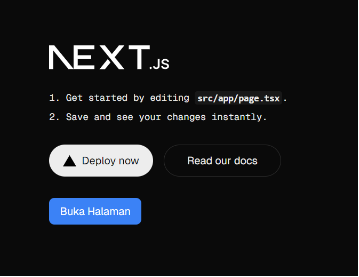 NEXT.JS
1. Get started by editing src/app/page.tsx.
2. Save and see your changes instantly.
Deploy now
Read our docs
Buka Halaman